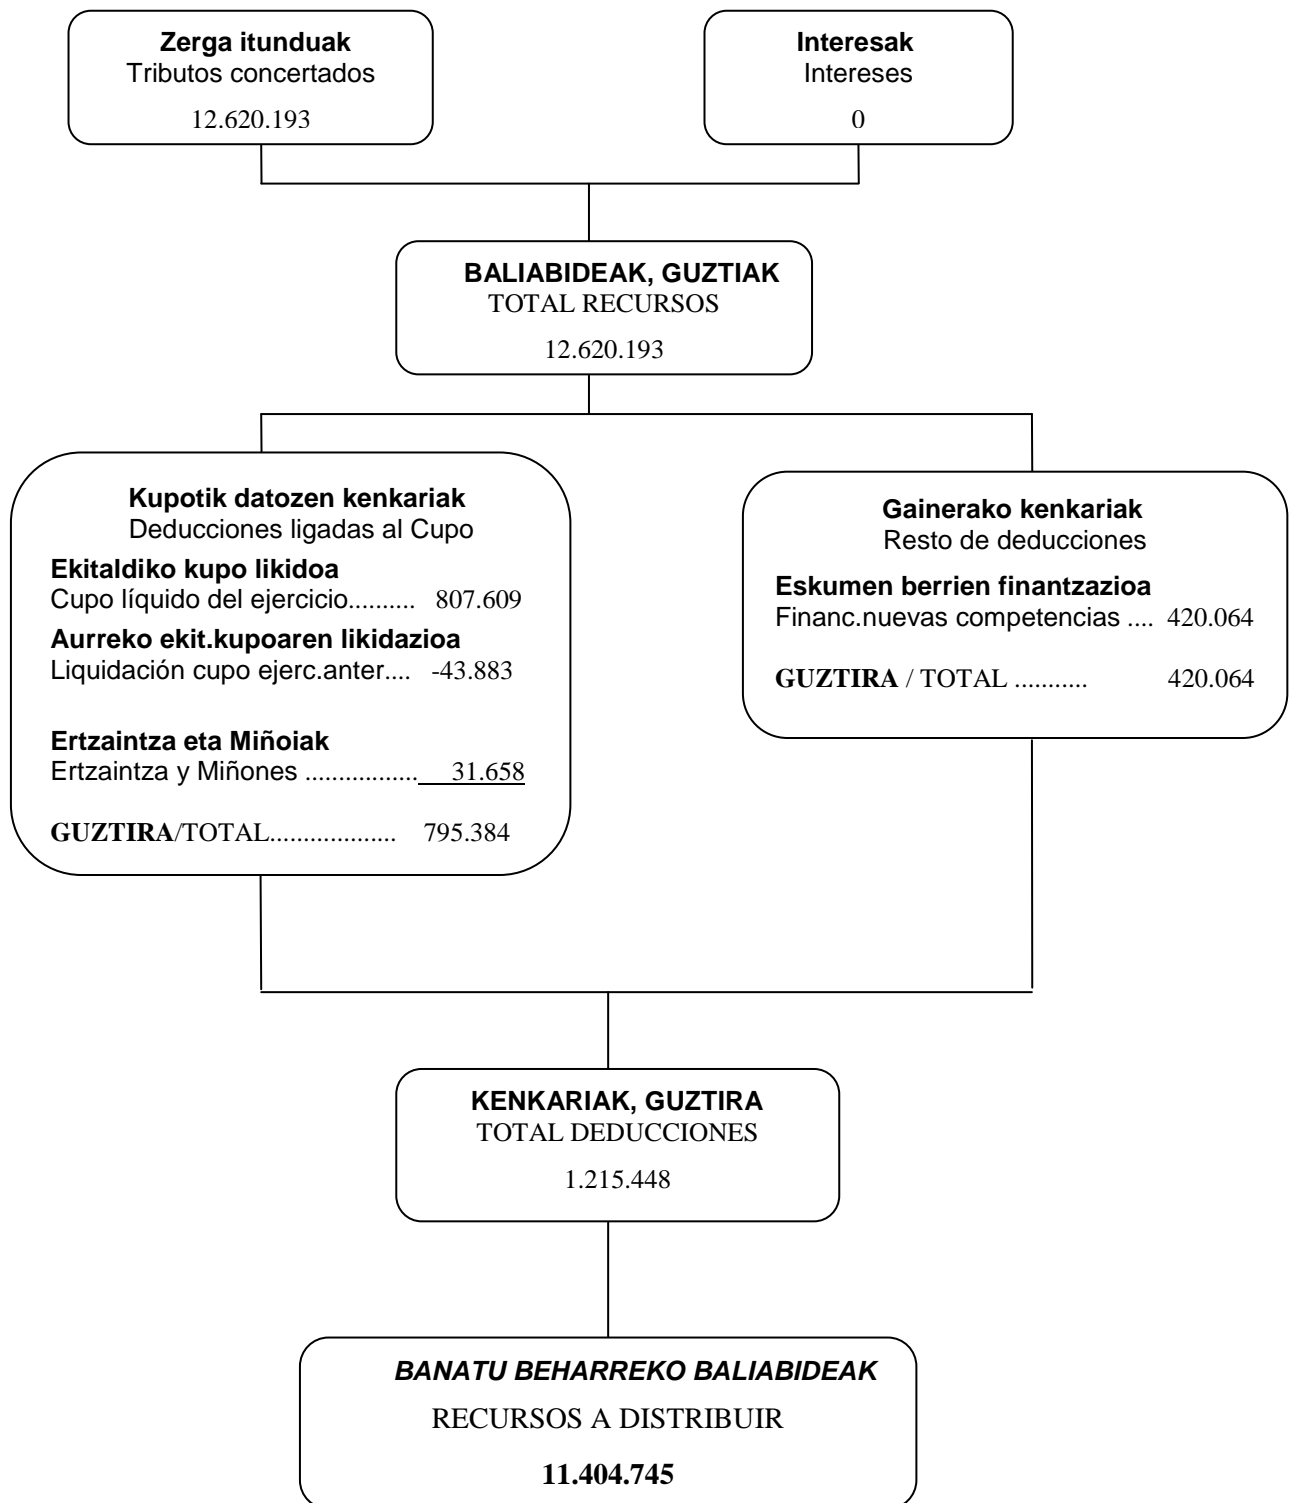 Zerga itunduak
Tributos concertados
12.620.193
Interesak
Intereses
0
BALIABIDEAK, GUZTIAK
TOTAL RECURSOS
12.620.193
Kupotik datozen kenkariak
Deducciones ligadas al Cupo
Ekitaldiko kupo likidoa
Cupo líquido del ejercicio.......... 807.609
Aurreko ekit.kupoaren likidazioa
Liquidación cupo ejerc.anter.... -43.883
Ertzaintza eta Miñoiak
Ertzaintza y Miñones ................. 31.658
GUZTIRA/TOTAL................... 795.384
Gainerako kenkariak
Resto de deducciones
Eskumen berrien finantzazioa
Financ.nuevas competencias .... 420.064
GUZTIRA / TOTAL ........... 420.064
KENKARIAK, GUZTIRA
TOTAL DEDUCCIONES
1.215.448
BANATU BEHARREKO BALIABIDEAK
RECURSOS A DISTRIBUIR
11.404.745